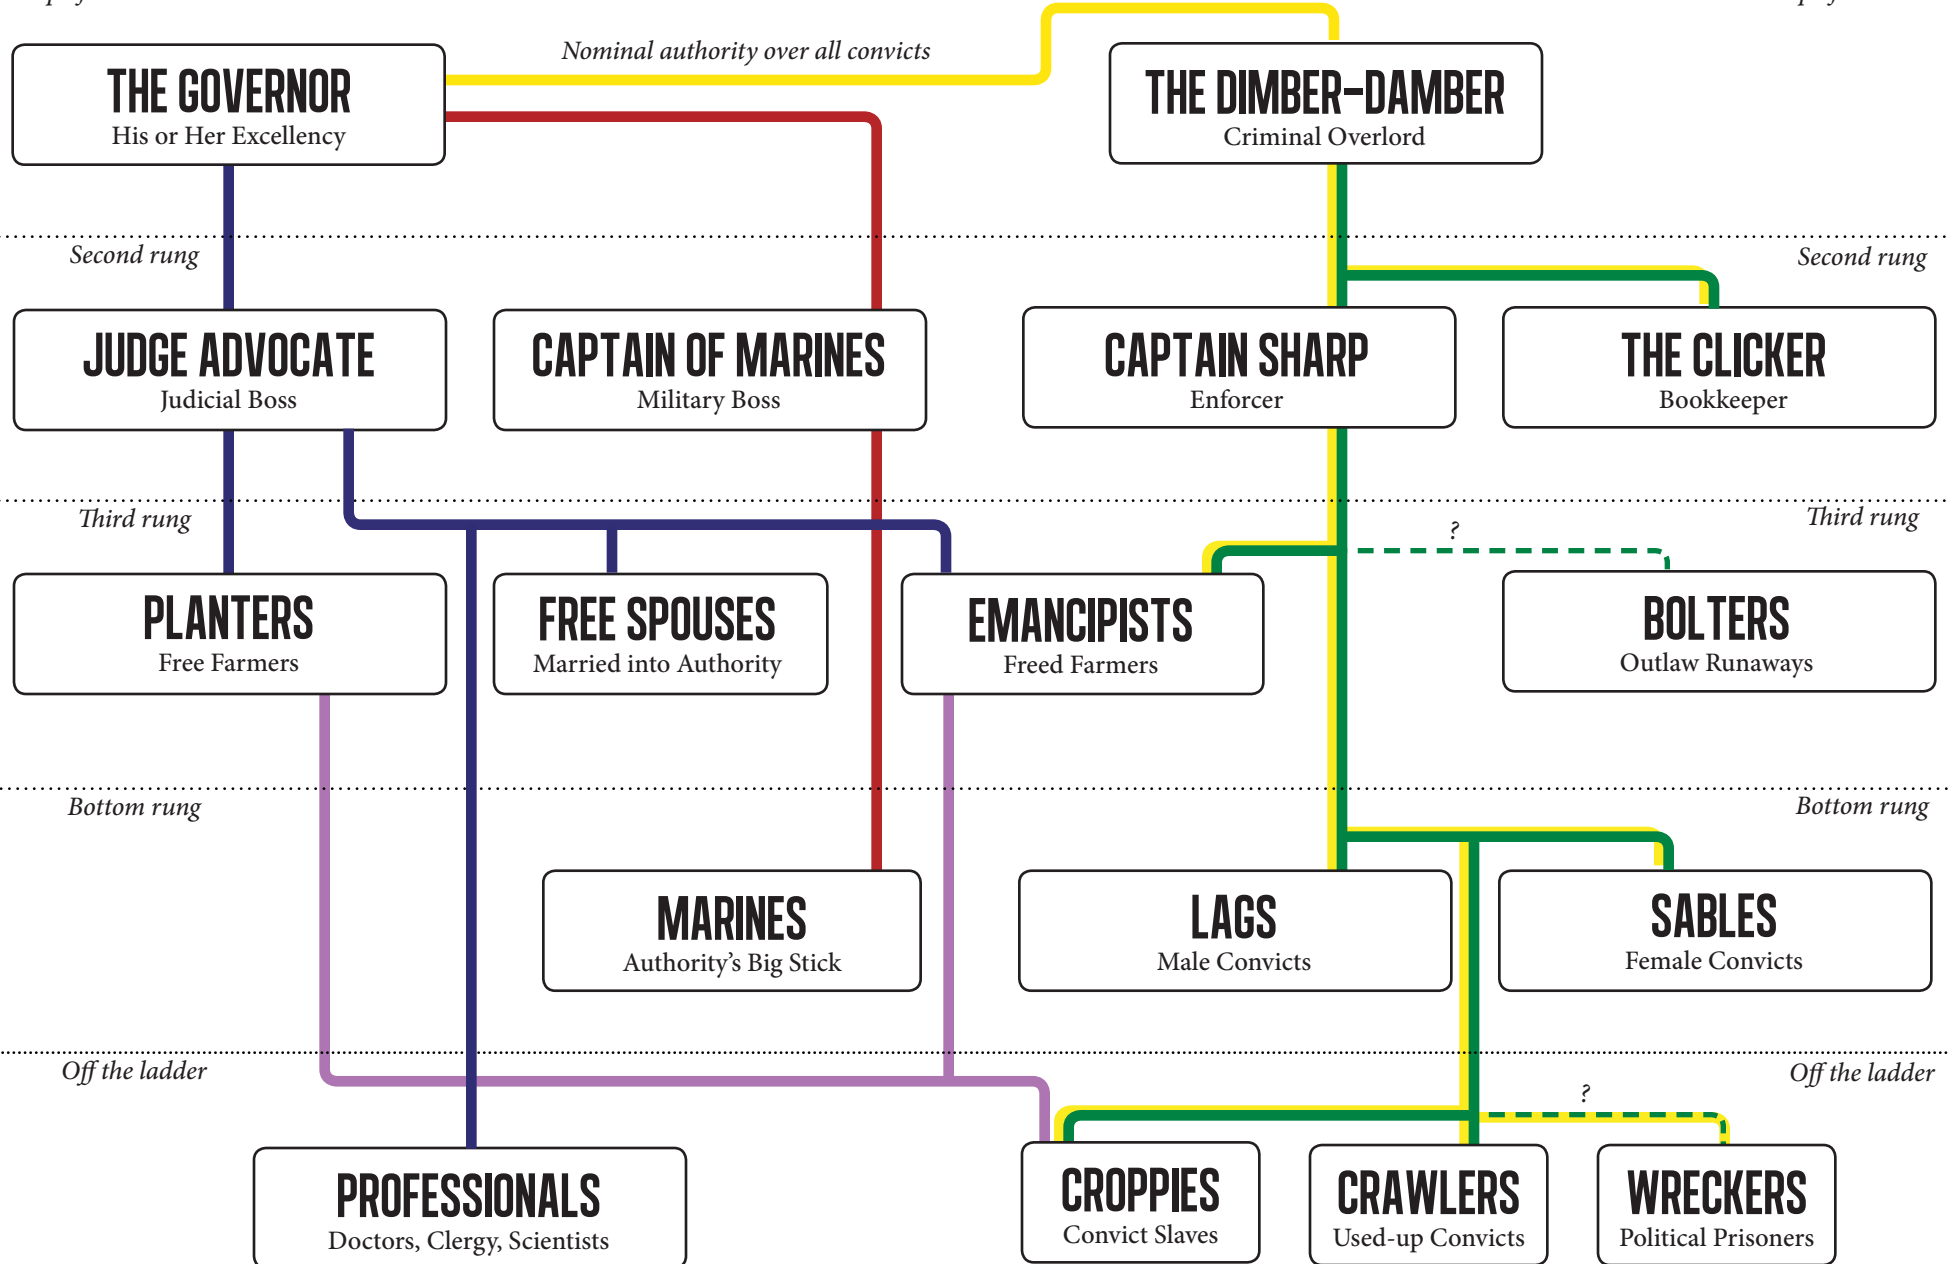 Nominal authority over all convicts
THE GOVERNOR
His or Her Excellency
THE DIMBER-DAMBER
Criminal Overlord
Second rung
Second rung
JUDGE ADVOCATE
Judicial Boss
CAPTAIN OF MARINES
Military Boss
CAPTAIN SHARP
Enforcer
THE CLICKER
Bookkeeper
Third rung
?
Third rung
PLANTERS
Free Farmers
FREE SPOUSES
Married into Authority
EMANCIPISTS
Freed Farmers
BOLTERS
Outlaw Runaways
Bottom rung
Bottom rung
MARINES
Authority’s Big Stick
LAGS
Male Convicts
SABLES
Female Convicts
Off the ladder
Off the ladder
?
PROFESSIONALS
Doctors, Clergy, Scientists
CROPPIES
Convict Slaves
CRAWLERS
Used-up Convicts
WRECKERS
Political Prisoners